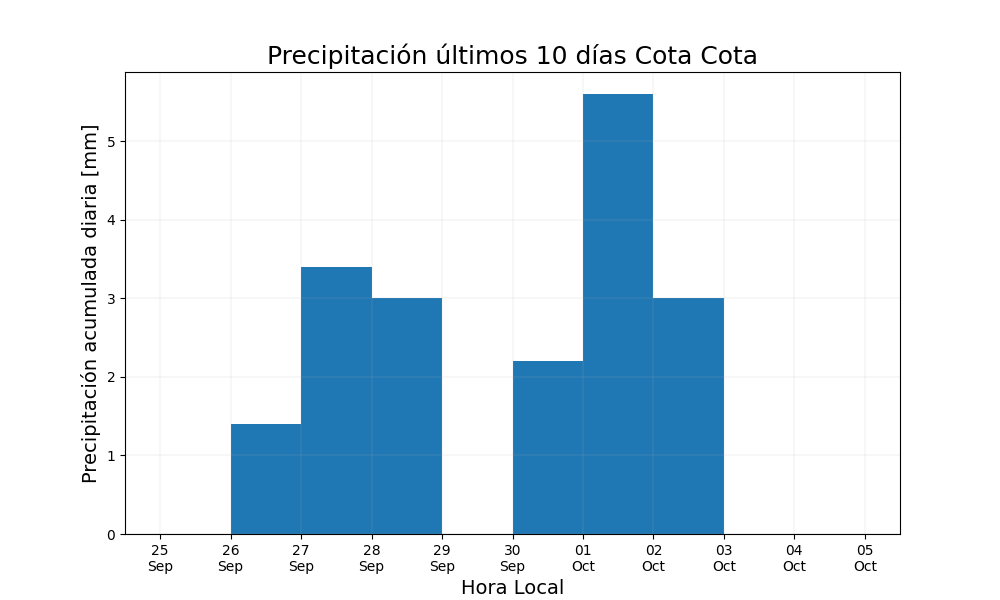 Precipitación últimos 10 días Cota Cota
Precipitación acumulada diaria [mm]
5
4
3
2
1
0
25 26 27 28 29 30 01 02 03 04 05
Sep Sep Sep Sep Sep Sep Oct Oct Oct Oct Oct
Hora Local